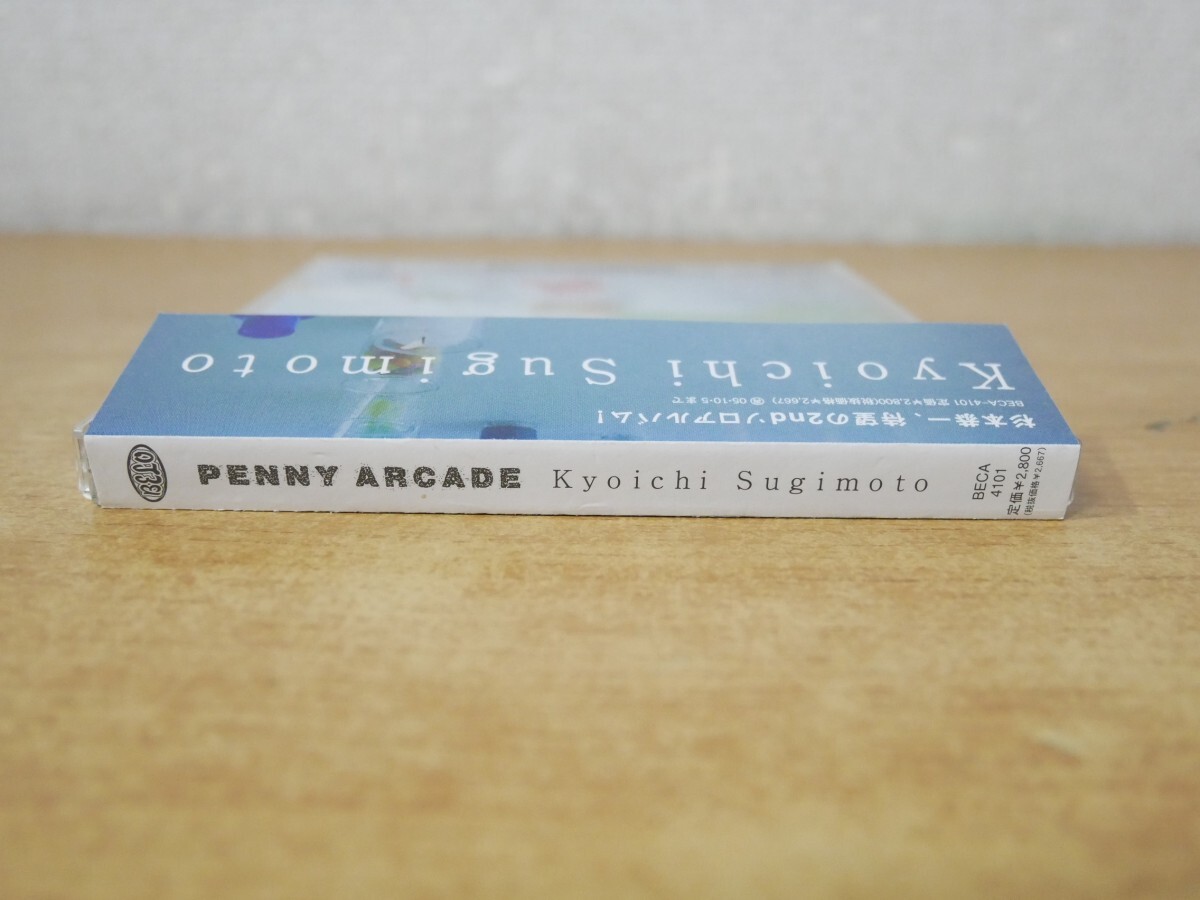 Kyoichi Sugimoto
BECA-4101 定価¥2,800(税抜価格¥2,667) 再 05・10・5まで
杉本恭一、待望の2ndソロアルバム!
PENNY ARCADE Kyoichi Sugimoto
BECA
4101
定価¥2,800
(税抜価格¥2,667)